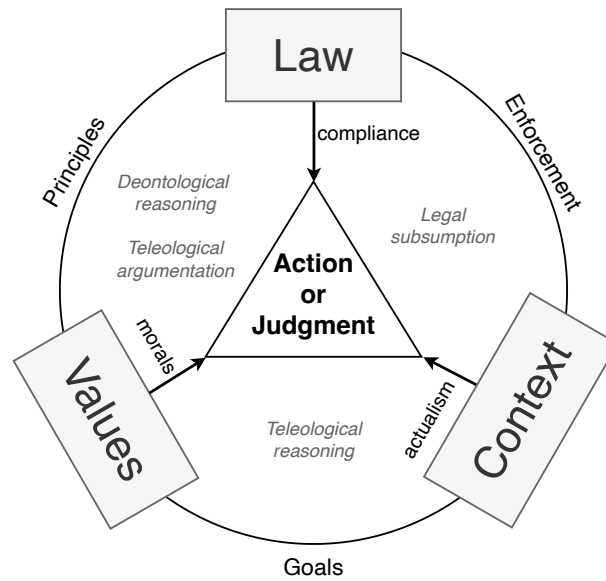 Law
compliance
Principles
Enforcement
Deontological
reasoning
Legal
subsumption
Teleological
argumentation
Action
or
Judgment
morals
Values
actualism
Context
Teleological
reasoning
Goals